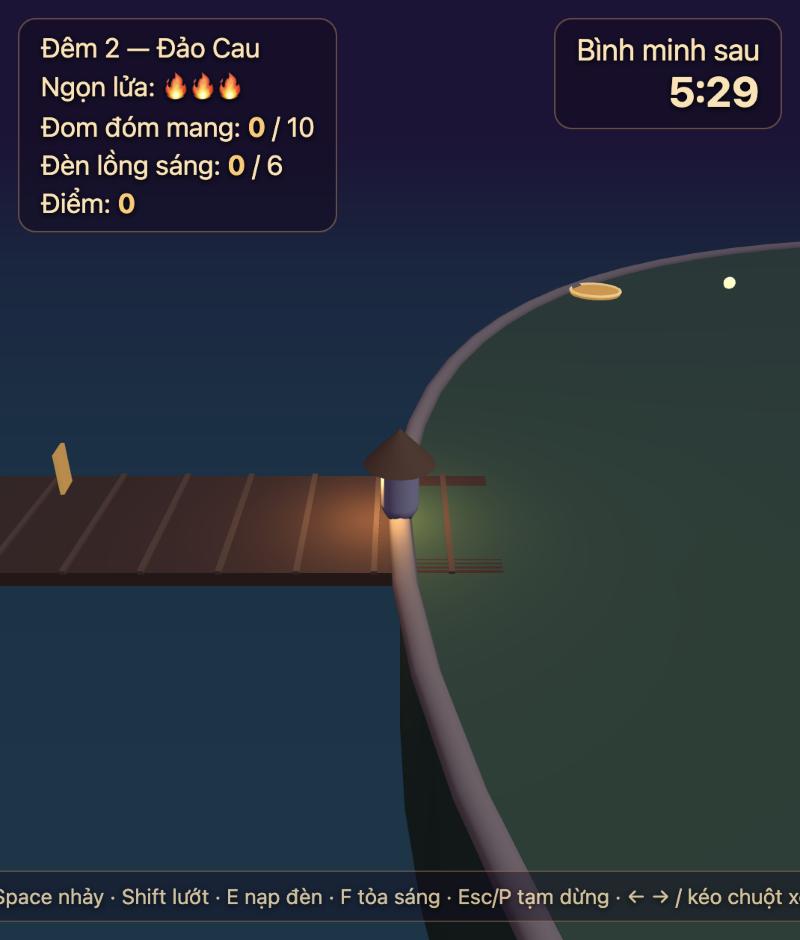 Đêm 2 — Đảo Cau
Ngọn lửa: 🔥🔥🔥
Đom đóm mang: 0 / 10
Đèn lồng sáng: 0 / 6
Điểm: 0
Bình minh sau
5:29
Space nhảy · Shift lướt · E nạp đèn · F tỏa sáng · Esc/P tạm dừng · ← → / kéo chuột